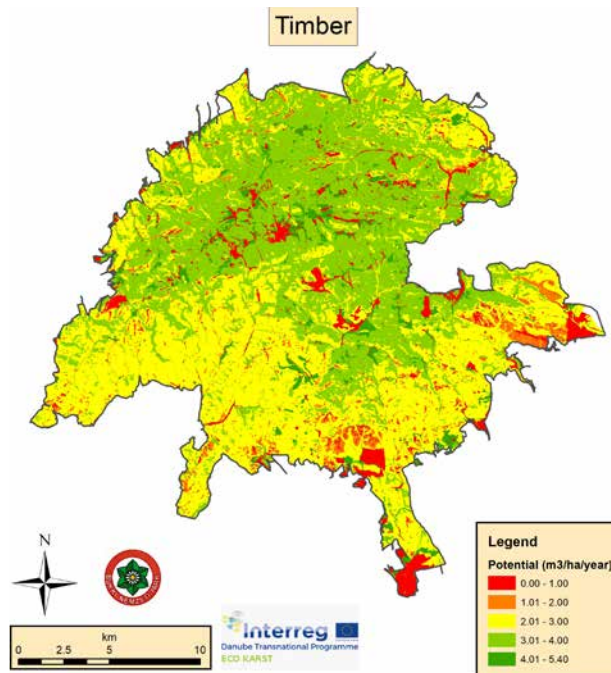 Timber
N
km
0 2.5 5 10
Interreg
Danube Transnational Programme
ECO KARST
Legend
Potential (m3/ha/year)
0.00 - 1.00
1.01 - 2.00
2.01 - 3.00
3.01 - 4.00
4.01 - 5.40